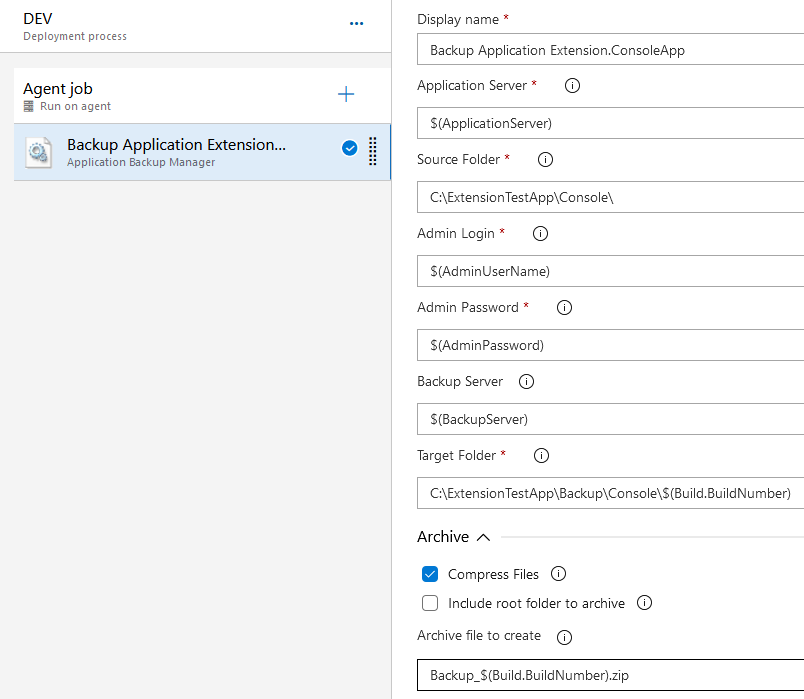 DEV
Deployment process
Agent job
Run on agent
Backup Application Extension...
Application Backup Manager
Display name *
Backup Application Extension.ConsoleApp
Application Server *
$(ApplicationServer)
Source Folder *
C:\ExtensionTestApp\Console\
Admin Login *
$(AdminUserName)
Admin Password *
$(AdminPassword)
Backup Server
$(BackupServer)
Target Folder *
C:\ExtensionTestApp\Backup\Console\$(Build.BuildNumber)
Archive
Compress Files
Include root folder to archive
Archive file to create
Backup_$(Build.BuildNumber).zip